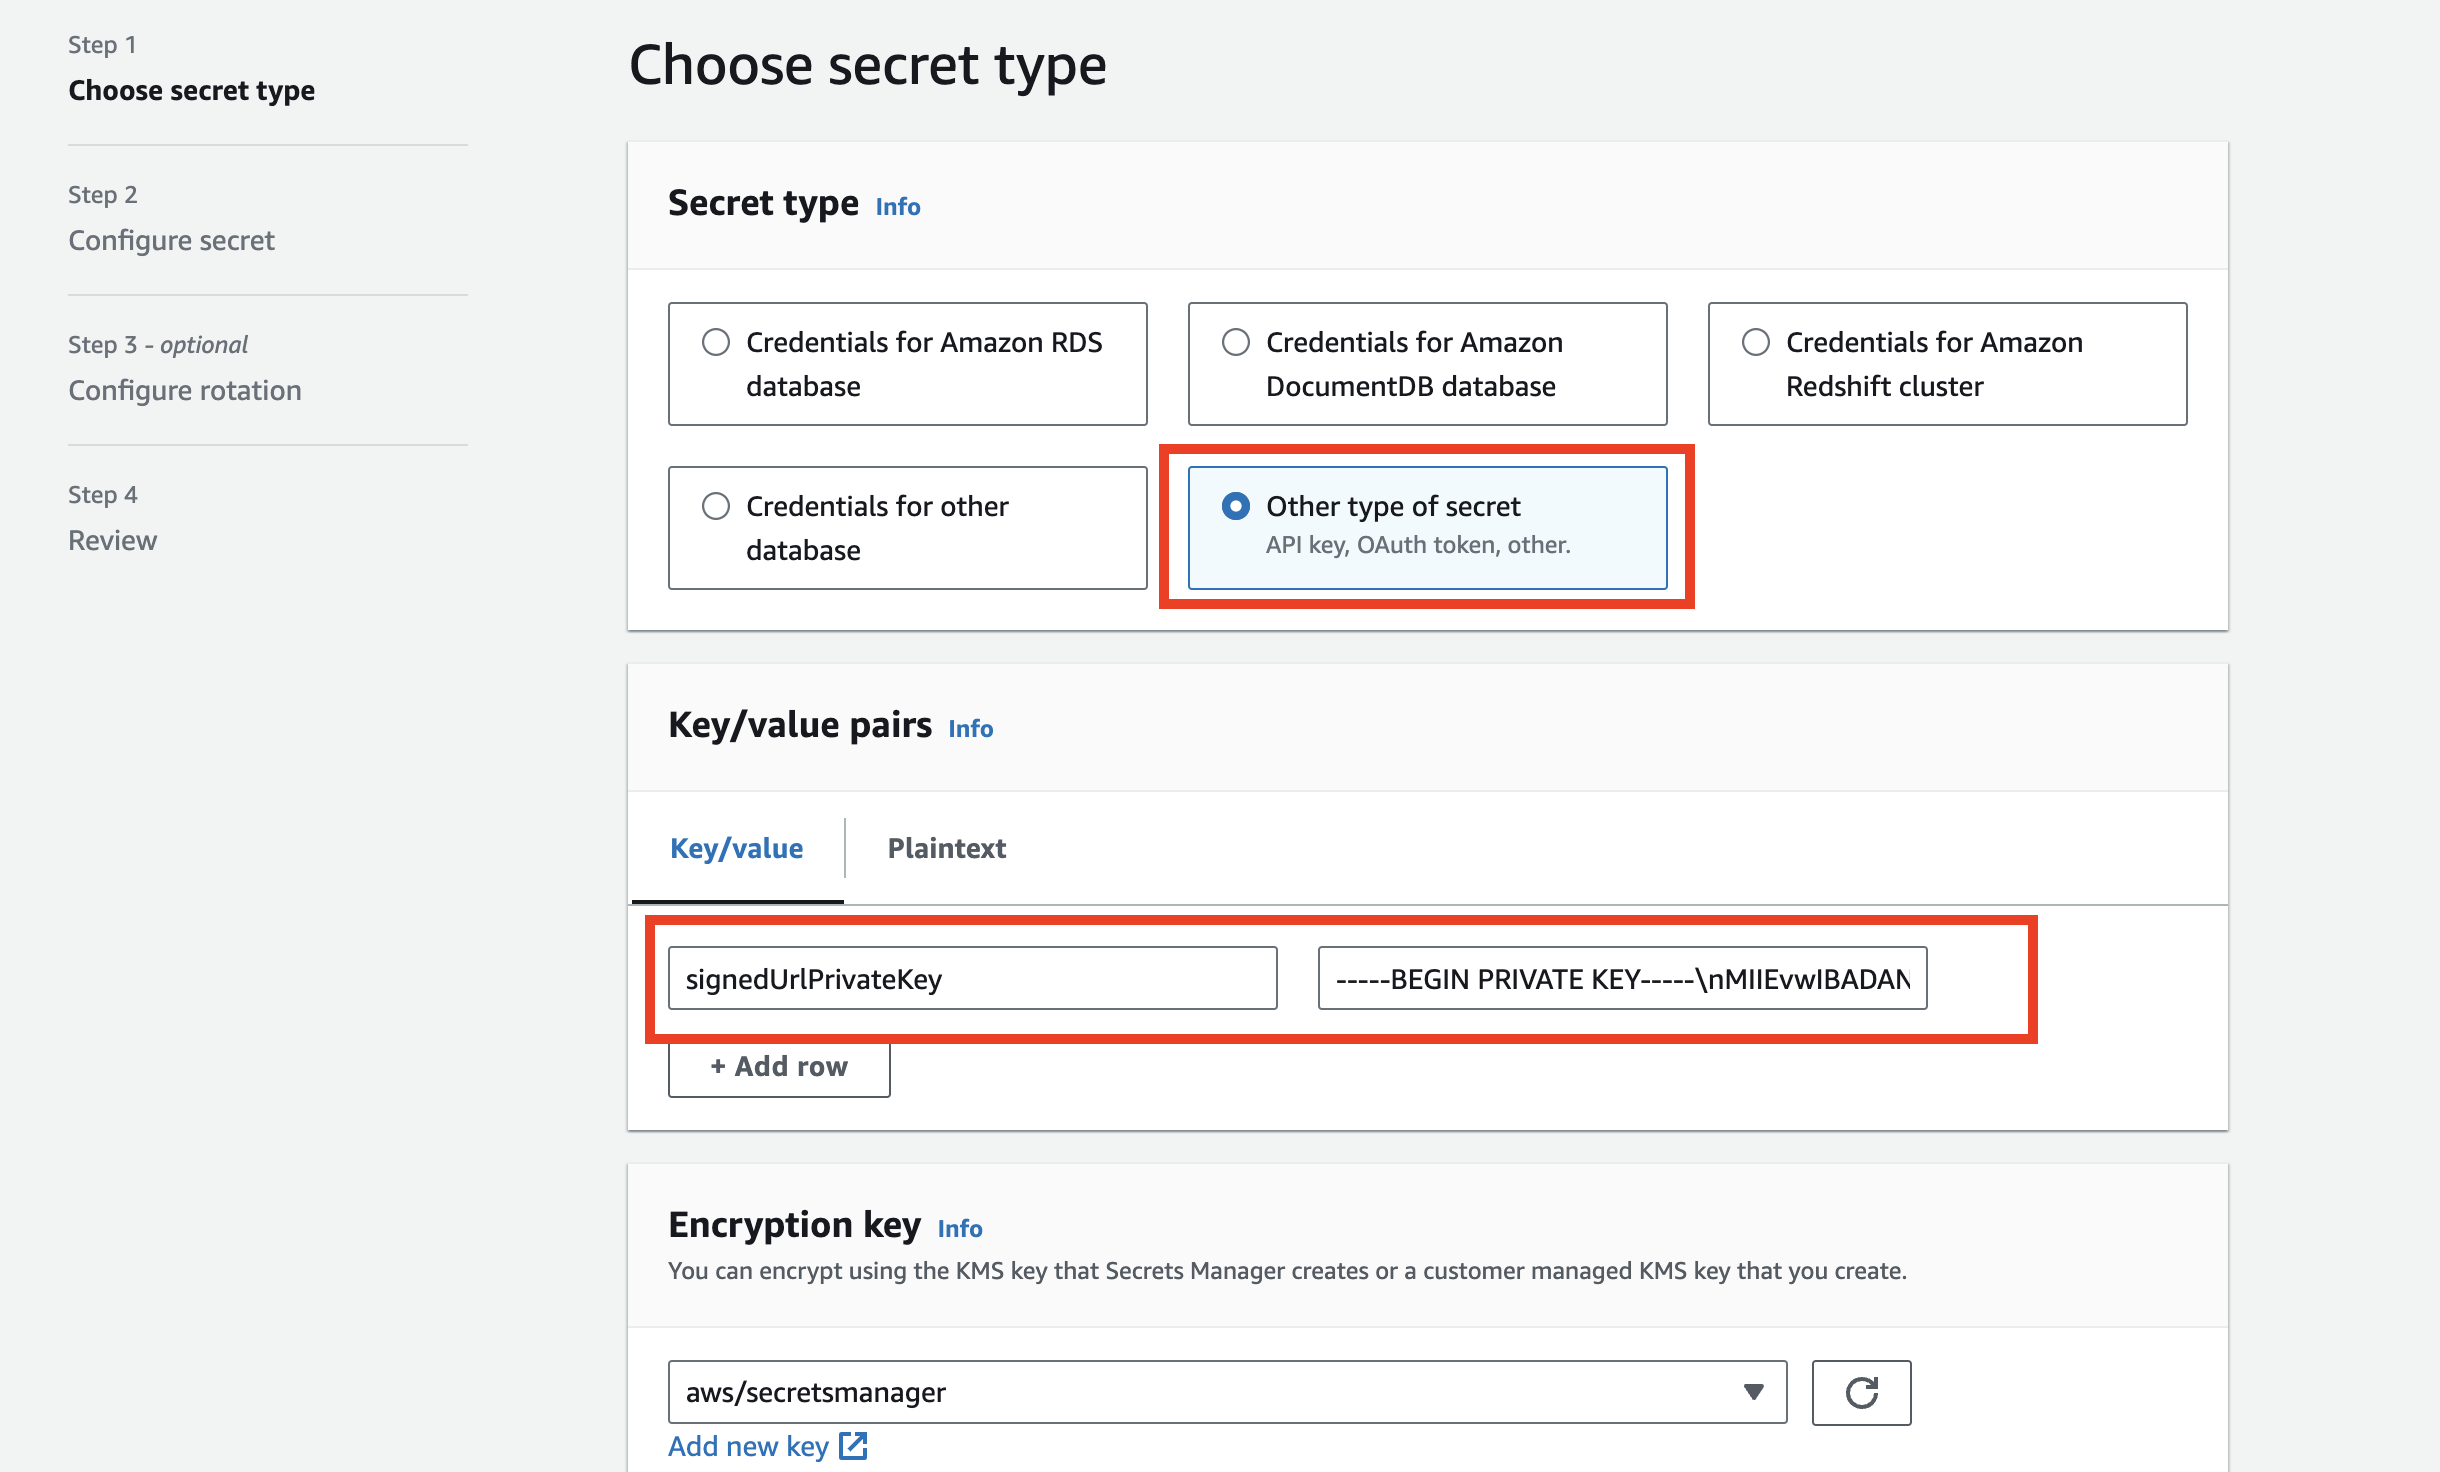 Step 1
Choose secret type
Step 2
Configure secret
Step 3 - optional
Configure rotation
Step 4
Review
Choose secret type
Secret type Info
Credentials for Amazon RDS
database
Credentials for Amazon
DocumentDB database
Credentials for Amazon
Redshift cluster
Credentials for other
database
Other type of secret
API key, OAuth token, other.
Key/value pairs Info
Key/value
Plaintext
signedUrlPrivateKey
-----BEGIN PRIVATE KEY-----\nMIIEvwIBADAN
+ Add row
Encryption key Info
You can encrypt using the KMS key that Secrets Manager creates or a customer managed KMS key that you create.
aws/secretsmanager
Add new key